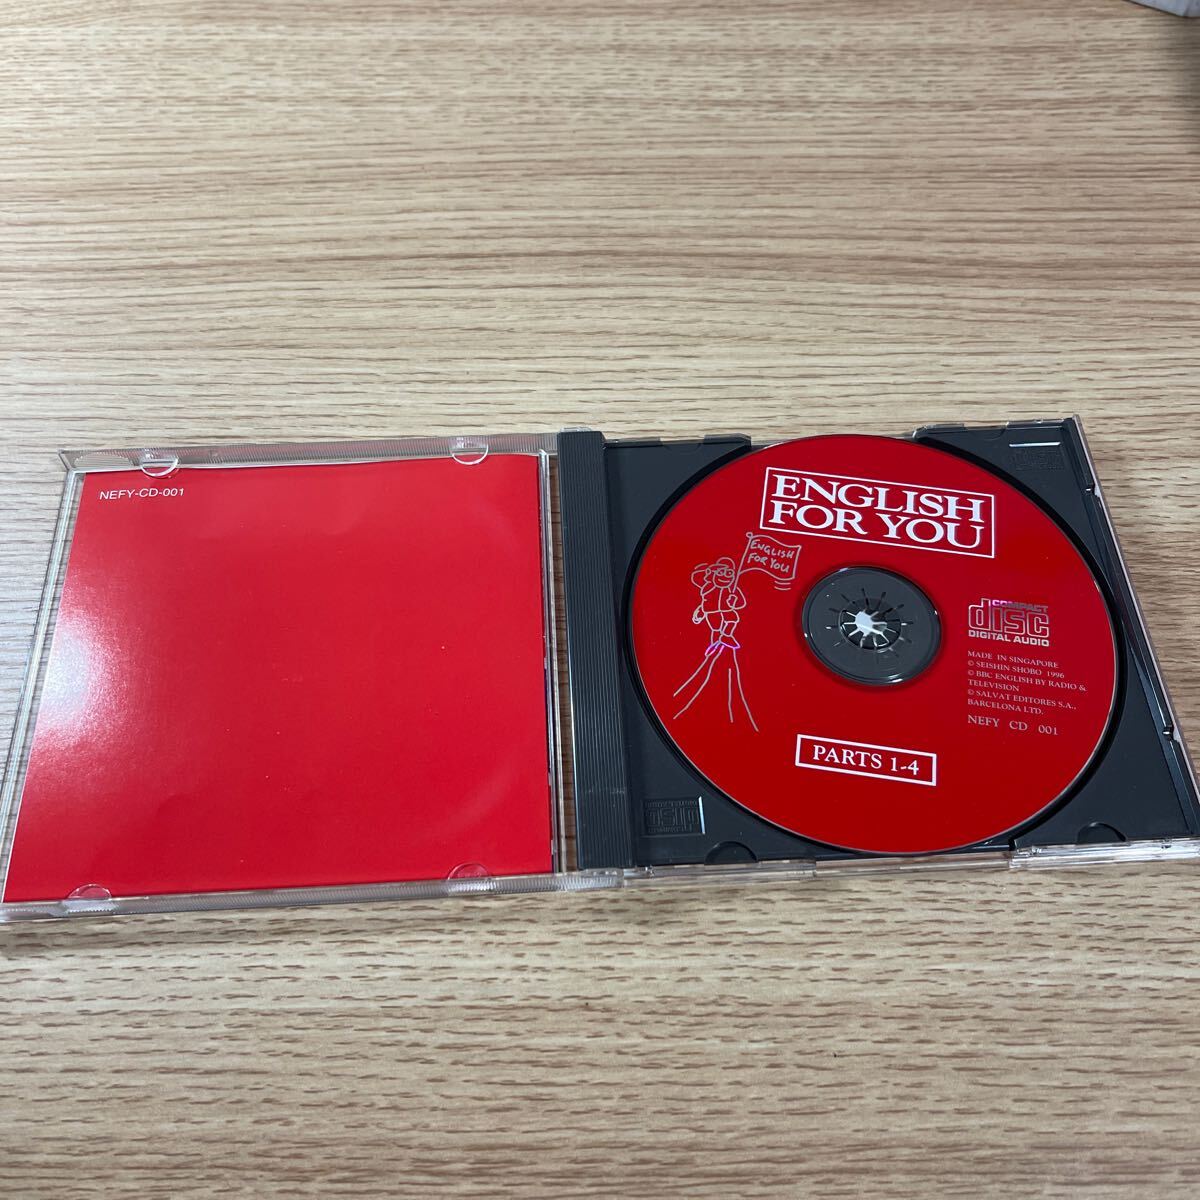 NEFY-CD-001
ENGLISH
FOR YOU
ENGLISH
FOR YOU
COMPACT
disc
DIGITAL AUDIO
MADE IN SINGAPORE
© SEISHIN SHOBO 1996
© BBC ENGLISH BY RADIO &
TELEVISION
© SALVAT EDITORES S.A.,
BARCELONA LTD.
NEFY CD 001
PARTS 1-4